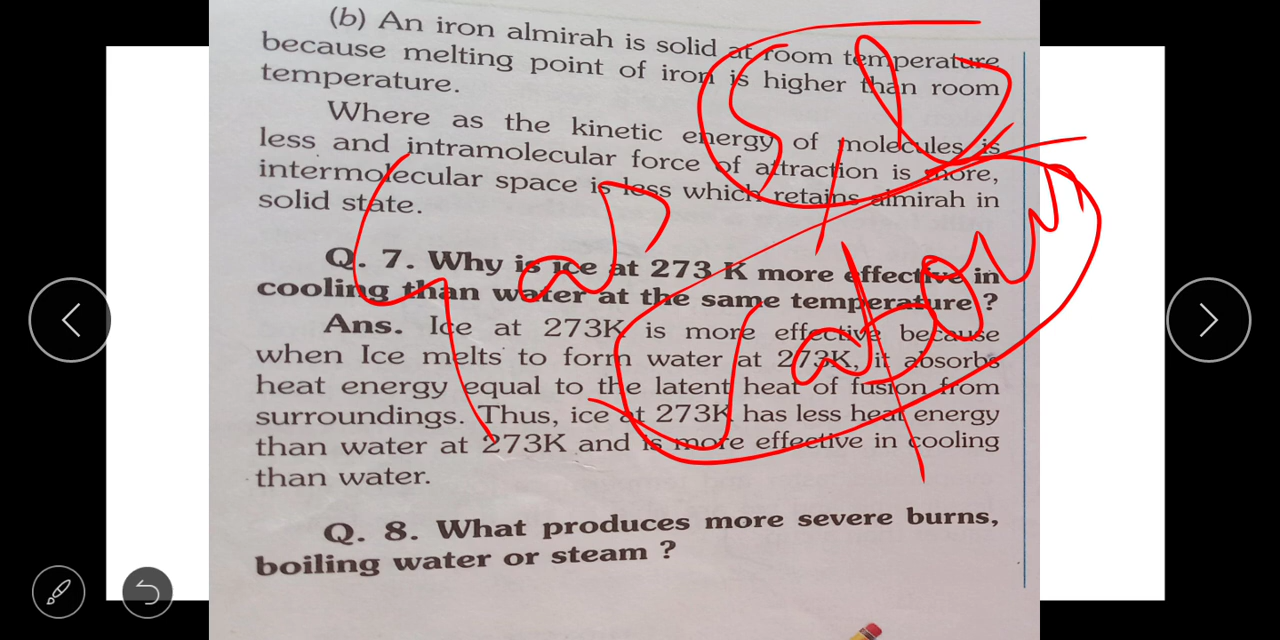 (b) An iron almirah is solid at room temperature
because melting point of iron is higher than room
temperature.
Where as the kinetic energy of molecules is
less and intramolecular force of attraction is more,
intermolecular space is less which retains almirah in
solid state.
Q. 7. Why is ice at 273 K more effective in
cooling than water at the same temperature ?
Ans. Ice at 273K is more effective because
when Ice melts to form water at 273K, it absorbs
heat energy equal to the latent heat of fusion from
surroundings. Thus, ice at 273K has less heat energy
than water at 273K and is more effective in cooling
than water.
Q. 8. What produces more severe burns,
boiling water or steam ?